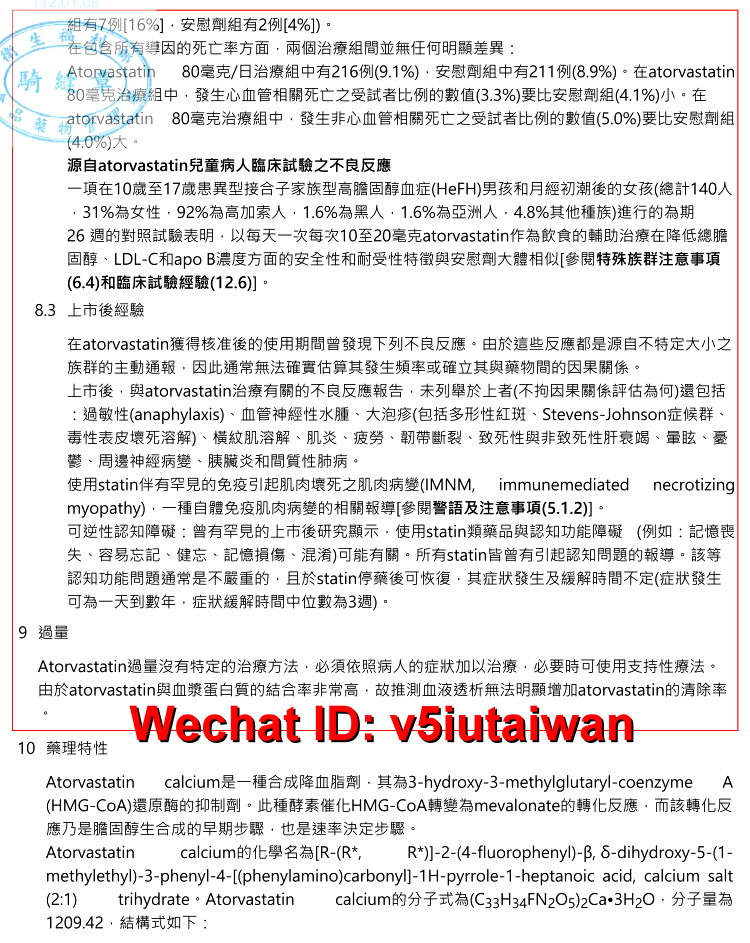 112.01.06
組有7例[16%]，安慰劑組有2例[4%])。
在包含所有導因的死亡率方面，兩個治療組間並無任何明顯差異：
Atorvastatin 80毫克/日治療組中有216例(9.1%)，安慰劑組中有211例(8.9%)。在atorvastatin
80毫克治療組中，發生心血管相關死亡之受試者比例的數值(3.3%)要比安慰劑組(4.1%)小。在
atorvastatin 80毫克治療組中，發生非心血管相關死亡之受試者比例的數值(5.0%)要比安慰劑組
(4.0%)大。
源自atorvastatin兒童病人臨床試驗之不良反應
一項在10歲至17歲患異型接合子家族型高膽固醇血症(HeFH)男孩和月經初潮後的女孩(總計140人
，31%為女性，92%為高加索人，1.6%為黑人，1.6%為亞洲人，4.8%其他種族)進行的為期
26 週的對照試驗表明，以每天一次每次10至20毫克atorvastatin作為飲食的輔助治療在降低總膽
固醇、LDL-C和apo B濃度方面的安全性和耐受性特徵與安慰劑大體相似[參閱特殊族群注意事項
(6.4)和臨床試驗經驗(12.6)]。
8.3 上市後經驗
在atorvastatin獲得核准後的使用期間曾發現下列不良反應。由於這些反應都是源自不特定大小之
族群的主動通報，因此通常無法確實估算其發生頻率或確立其與藥物間的因果關係。
上市後，與atorvastatin治療有關的不良反應報告，未列舉於上者(不拘因果關係評估為何)還包括
：過敏性(anaphylaxis)、血管神經性水腫、大泡疹(包括多形性紅斑、Stevens-Johnson症候群、
毒性表皮壞死溶解)、橫紋肌溶解、肌炎、疲勞、韌帶斷裂、致死性與非致死性肝衰竭、暈眩、憂
鬱、周邊神經病變、胰臟炎和間質性肺病。
使用statin伴有罕見的免疫引起肌肉壞死之肌肉病變(IMNM, immunemediated necrotizing
myopathy)，一種自體免疫肌肉病變的相關報導[參閱警語及注意事項(5.1.2)]。
可逆性認知障礙：曾有罕見的上市後研究顯示，使用statin類藥品與認知功能障礙 (例如：記憶喪
失、容易忘記、健忘、記憶損傷、混淆)可能有關。所有statin皆曾有引起認知問題的報導。該等
認知功能問題通常是不嚴重的，且於statin停藥後可恢復，其症狀發生及緩解時間不定(症狀發生
可為一天到數年，症狀緩解時間中位數為3週)。
9 過量
Atorvastatin過量沒有特定的治療方法，必須依照病人的症狀加以治療，必要時可使用支持性療法。
由於atorvastatin與血漿蛋白質的結合率非常高，故推測血液透析無法明顯增加atorvastatin的清除率
。
Wechat ID: v5iutaiwan
10 藥理特性
Atorvastatin calcium是一種合成降血脂劑，其為3-hydroxy-3-methylglutaryl-coenzyme A
(HMG-CoA)還原酶的抑制劑。此種酵素催化HMG-CoA轉變為mevalonate的轉化反應，而該轉化反
應乃是膽固醇生合成的早期步驟，也是速率決定步驟。
Atorvastatin calcium的化學名為[R-(R*, R*)]-2-(4-fluorophenyl)-β, δ-dihydroxy-5-(1-
methylethyl)-3-phenyl-4-[(phenylamino)carbonyl]-1H-pyrrole-1-heptanoic acid, calcium salt
(2:1) trihydrate。Atorvastatin calcium的分子式為(C33H34FN2O5)2Ca•3H2O，分子量為
1209.42，結構式如下：
騎縫章